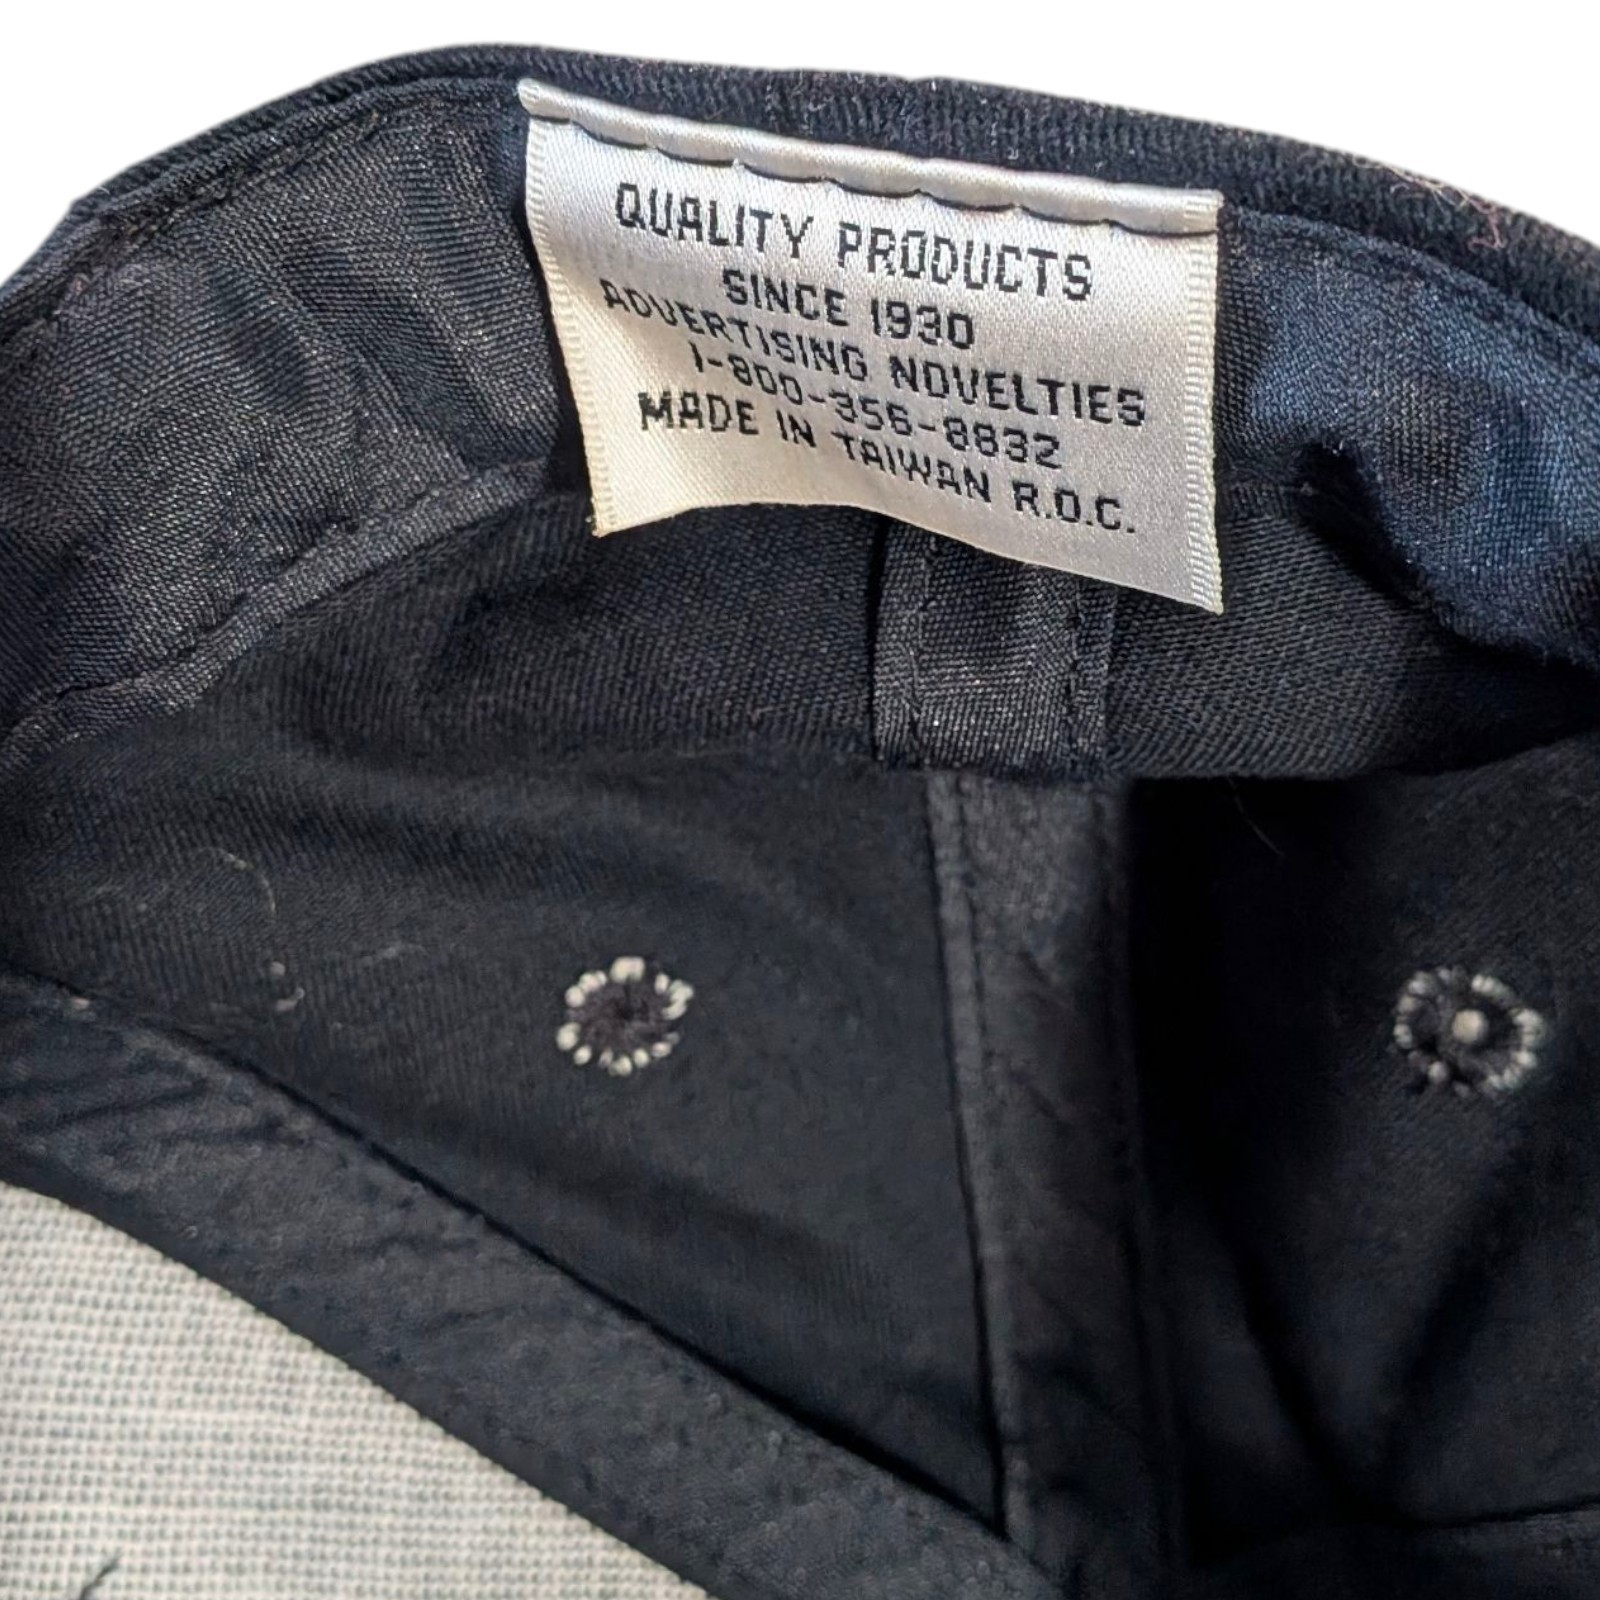 QUALITY PRODUCTS
SINCE 1930
ADVERTISING NOVELTIES
1-800-356-8832
MADE IN TAIWAN R.O.C.